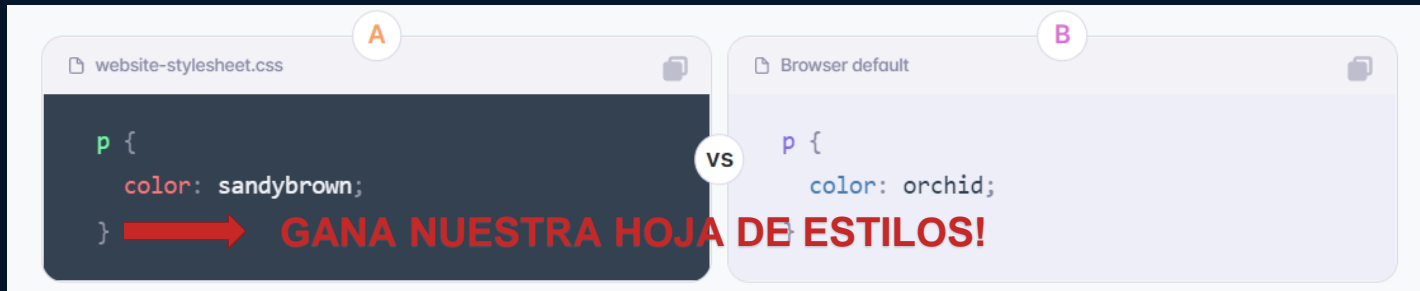 A
B
website-stylesheet.css
Browser default
p {
color: sandybrown;
}
VS
p {
color: orchid;
}
GANA NUESTRA HOJA DE ESTILOS!